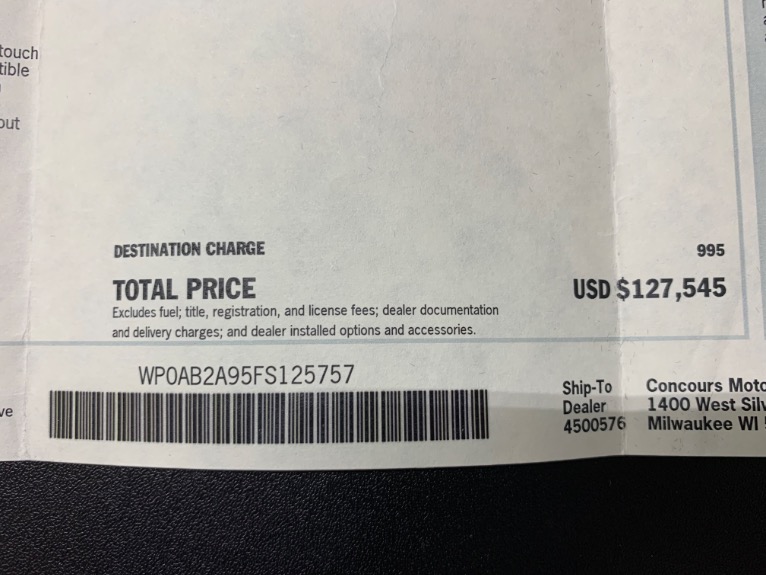 touch
tible
out
DESTINATION CHARGE 995
TOTAL PRICE USD $127,545
Excludes fuel; title, registration, and license fees; dealer documentation
and delivery charges; and dealer installed options and accessories.
WP0AB2A95FS125757
ve
Ship-To Concours Moto
Dealer 1400 West Silv
4500576 Milwaukee WI